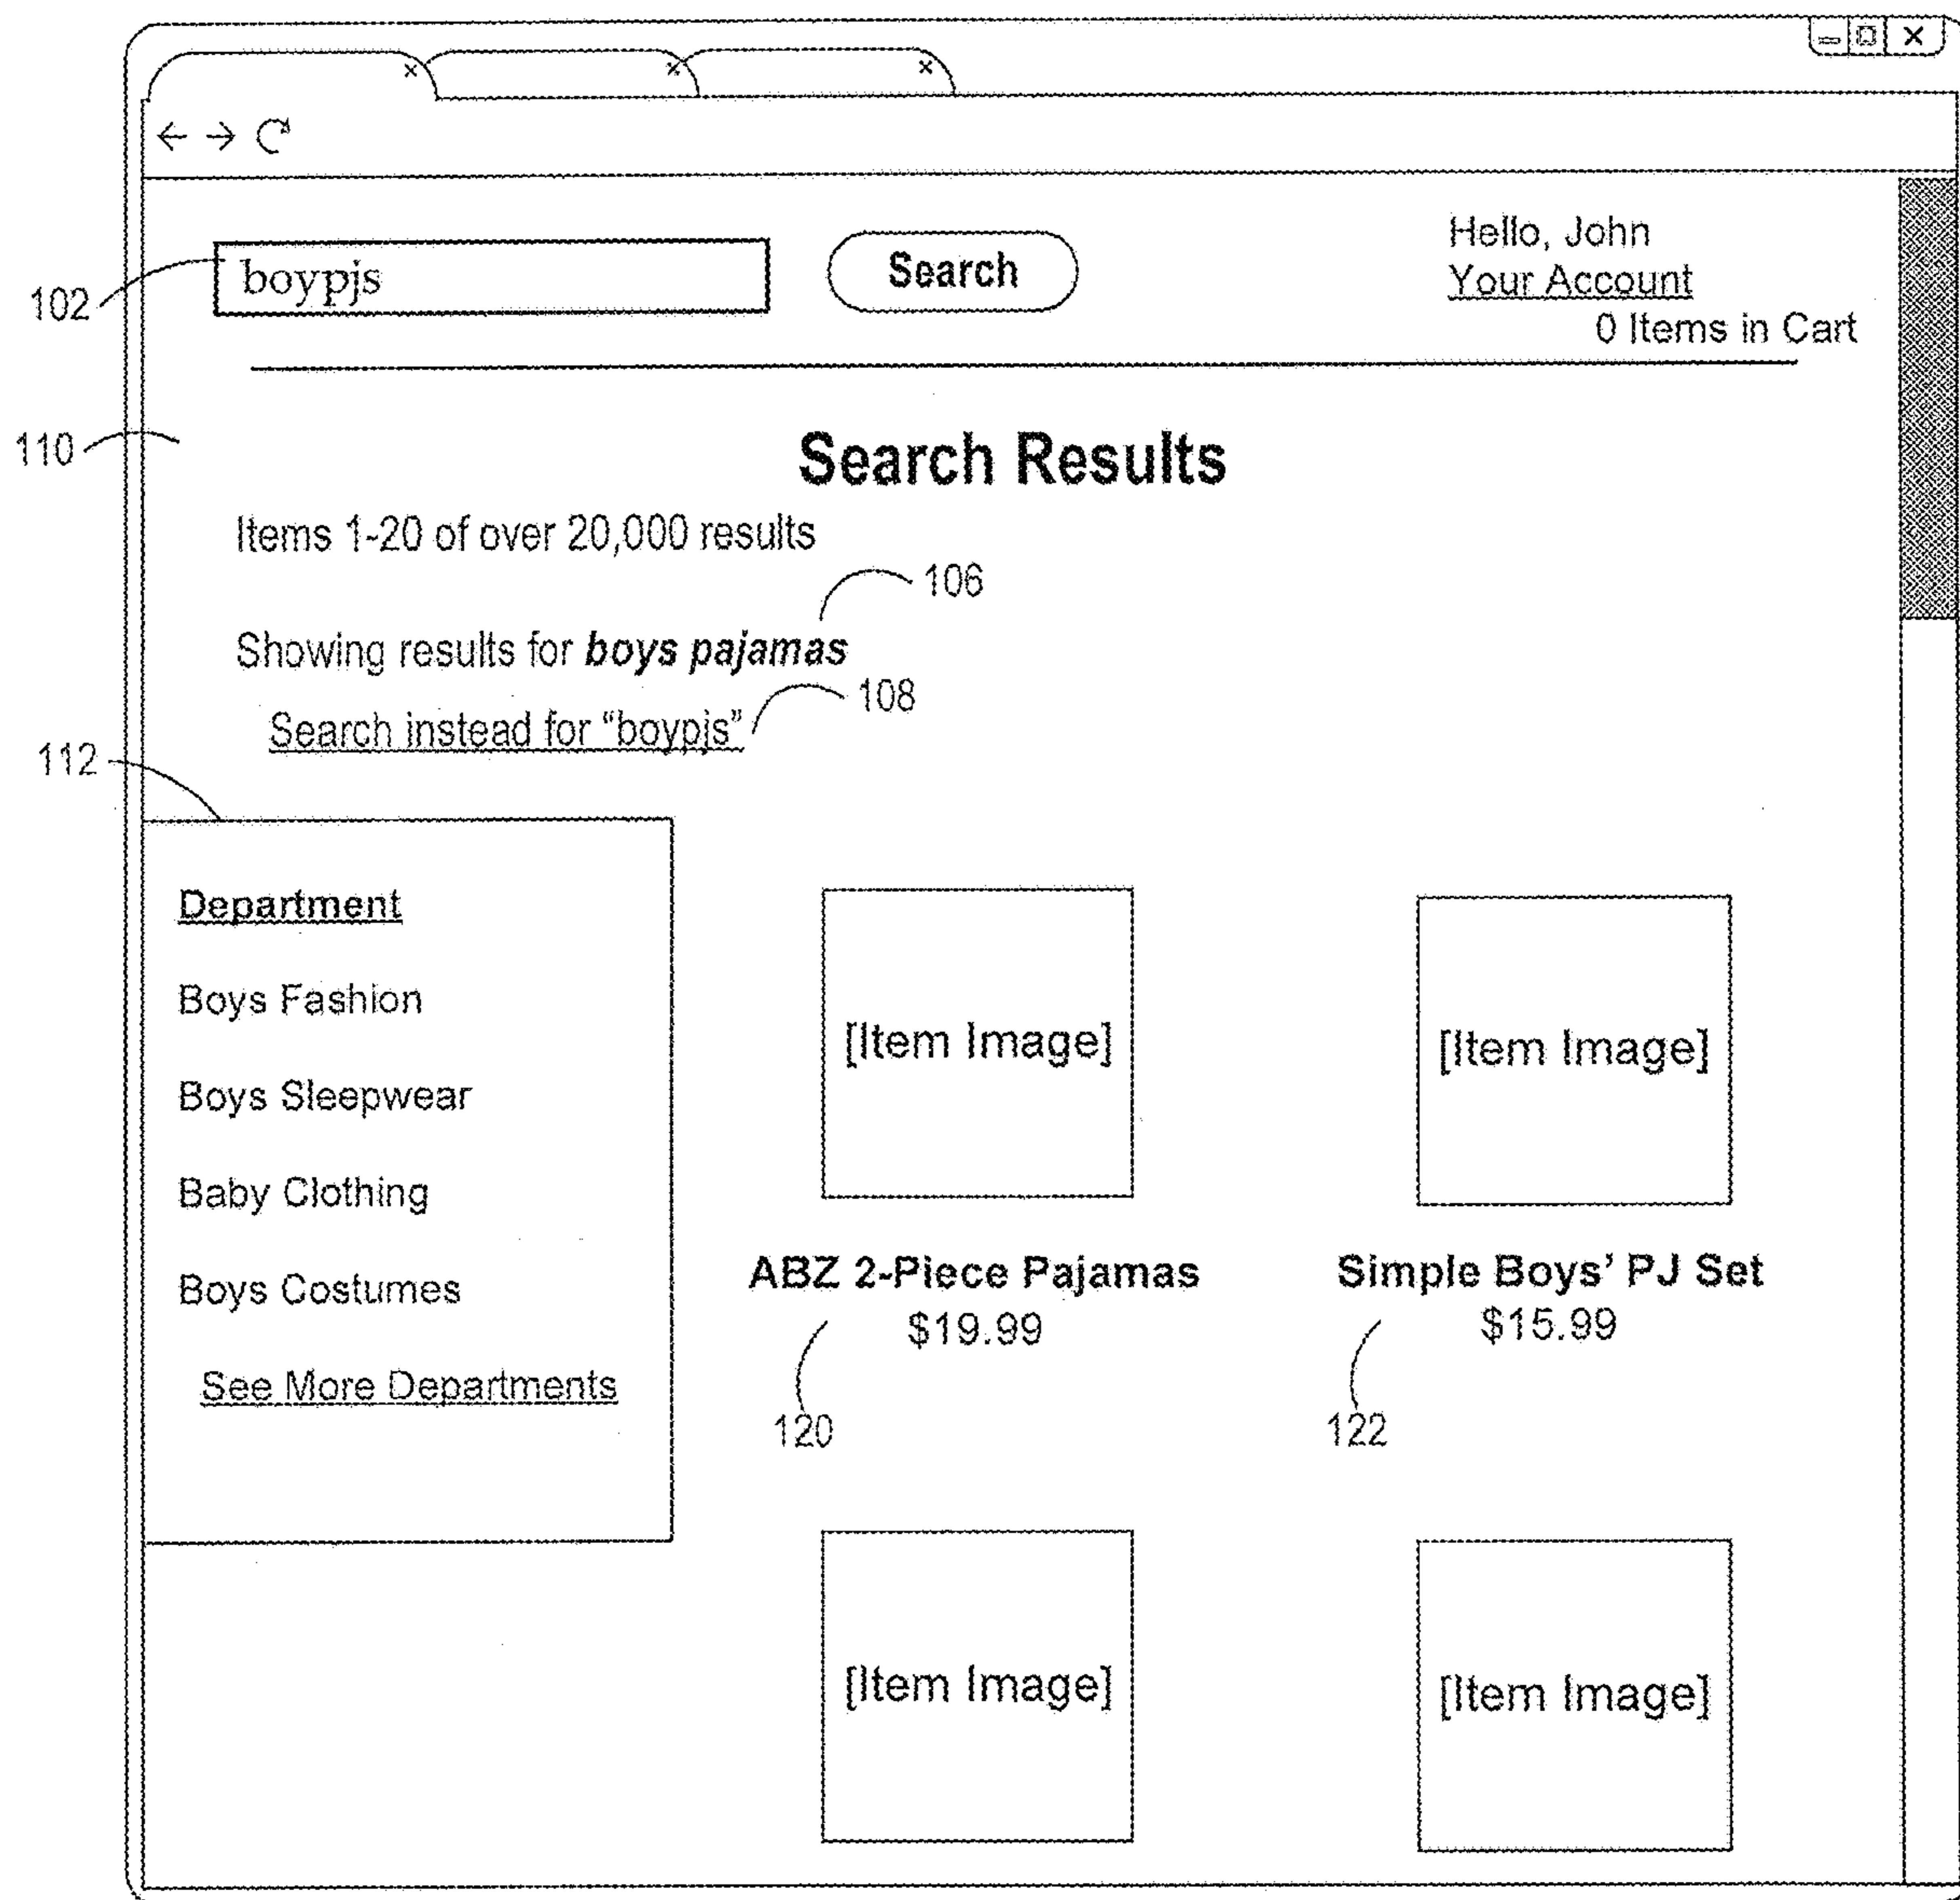 boypjs
Search
Hello, John
Your Account
0 Items in Cart
102
110
Search Results
Items 1-20 of over 20,000 results
106
Showing results for boys pajamas
108
Search instead for “boypjs”
112
Department
Boys Fashion
Boys Sleepwear
Baby Clothing
Boys Costumes
See More Departments
[Item Image]
[Item Image]
ABZ 2-Piece Pajamas
$19.99
120
Simple Boys’ PJ Set
$15.99
122
[Item Image]
[Item Image]